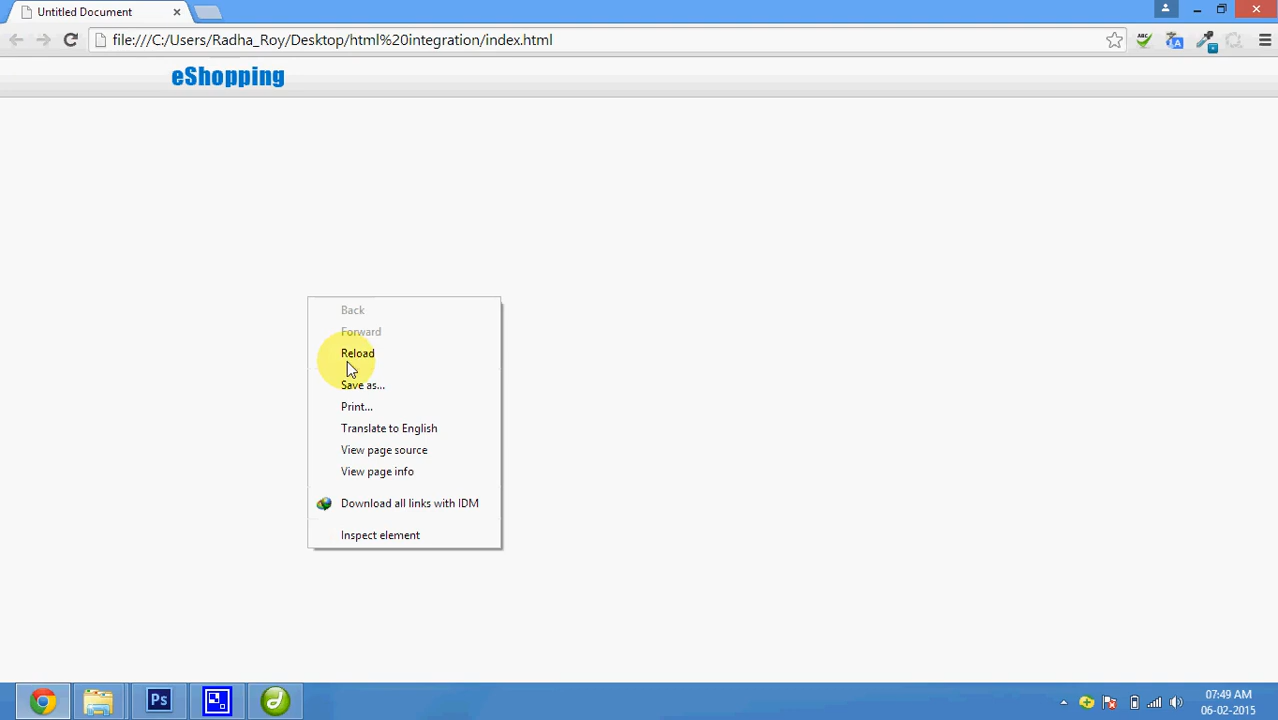 Untitled Document
file:///C:/Users/Radha_Roy/Desktop/html%20integration/index.html
ABC
eShopping
Back
Forward
Reload
Save as...
Print...
Translate to English
View page source
View page info
Download all links with IDM
Inspect element
Ps
07:49 AM
06-02-2015